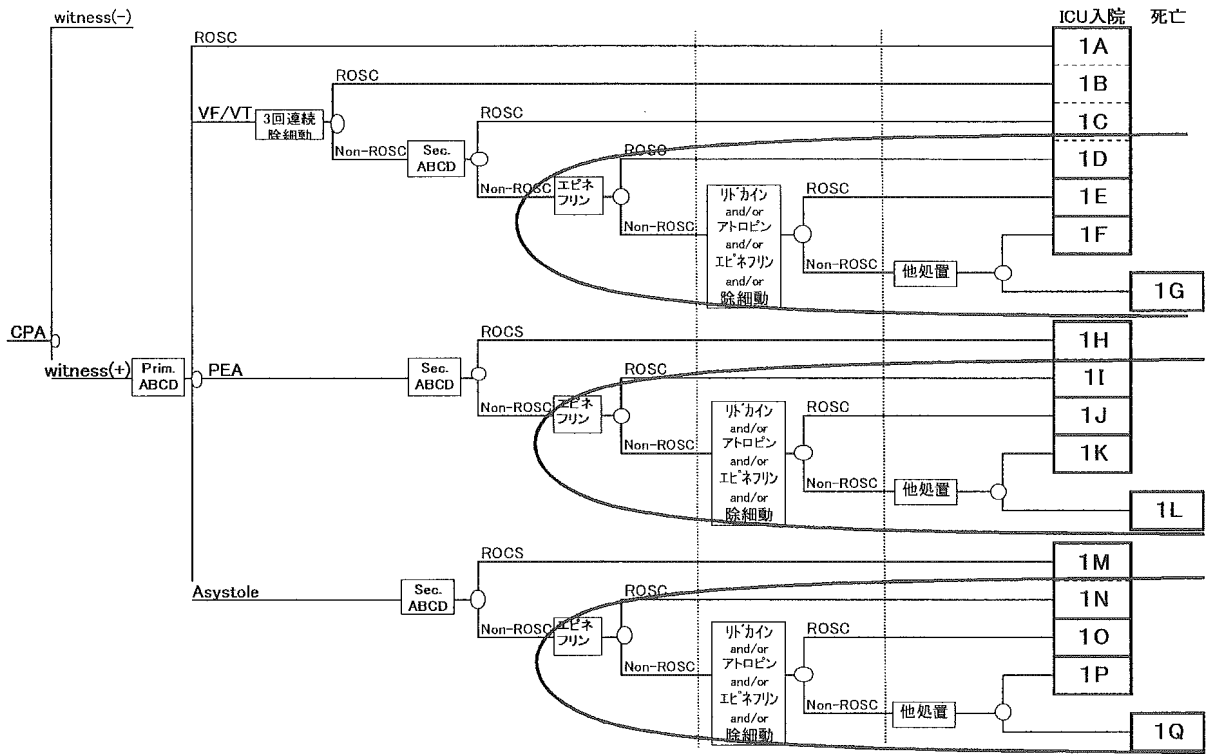 witness(-)
ICU入院
死亡
ROSC
1A
ROSC
1B
VF/VT
3回連続
除細動
ROSC
1C
Non-ROSC
Sec.
ABCD
ROSC
1D
Non-ROSC
エピネ
フリン
リドカイン
and/or
アトロピン
and/or
エピネフリン
and/or
除細動
ROSC
1E
Non-ROSC
1F
Non-ROSC
他処置
1G
CPA
witness(+)
Prim.
ABCD
PEA
Sec.
ABCD
ROCS
1H
ROSC
1I
Non-ROSC
エピネ
フリン
リドカイン
and/or
アトロピン
and/or
エピネフリン
and/or
除細動
ROSC
1J
Non-ROSC
1K
Non-ROSC
他処置
1L
Asystole
Sec.
ABCD
ROCS
1M
ROSC
1N
Non-ROSC
エピネ
フリン
リドカイン
and/or
アトロピン
and/or
エピネフリン
and/or
除細動
ROSC
1O
Non-ROSC
1P
Non-ROSC
他処置
1Q